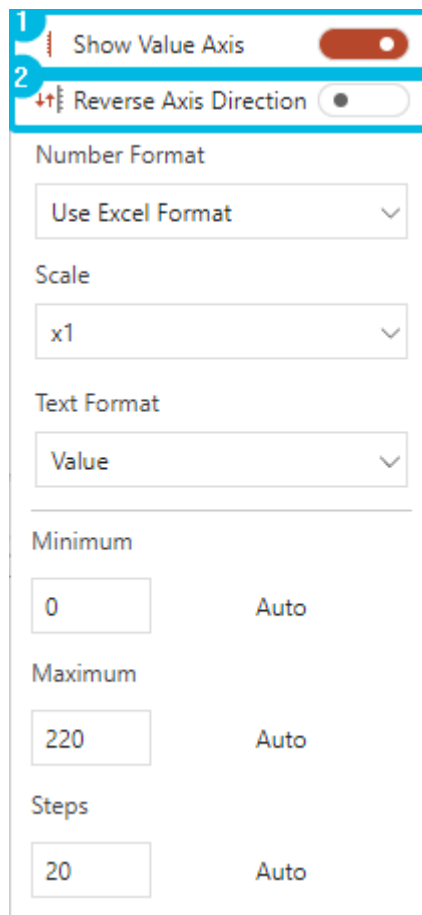 1
Show Value Axis
2
Reverse Axis Direction
Number Format
Use Excel Format
Scale
x1
Text Format
Value
Minimum
0 Auto
Maximum
220 Auto
Steps
20 Auto